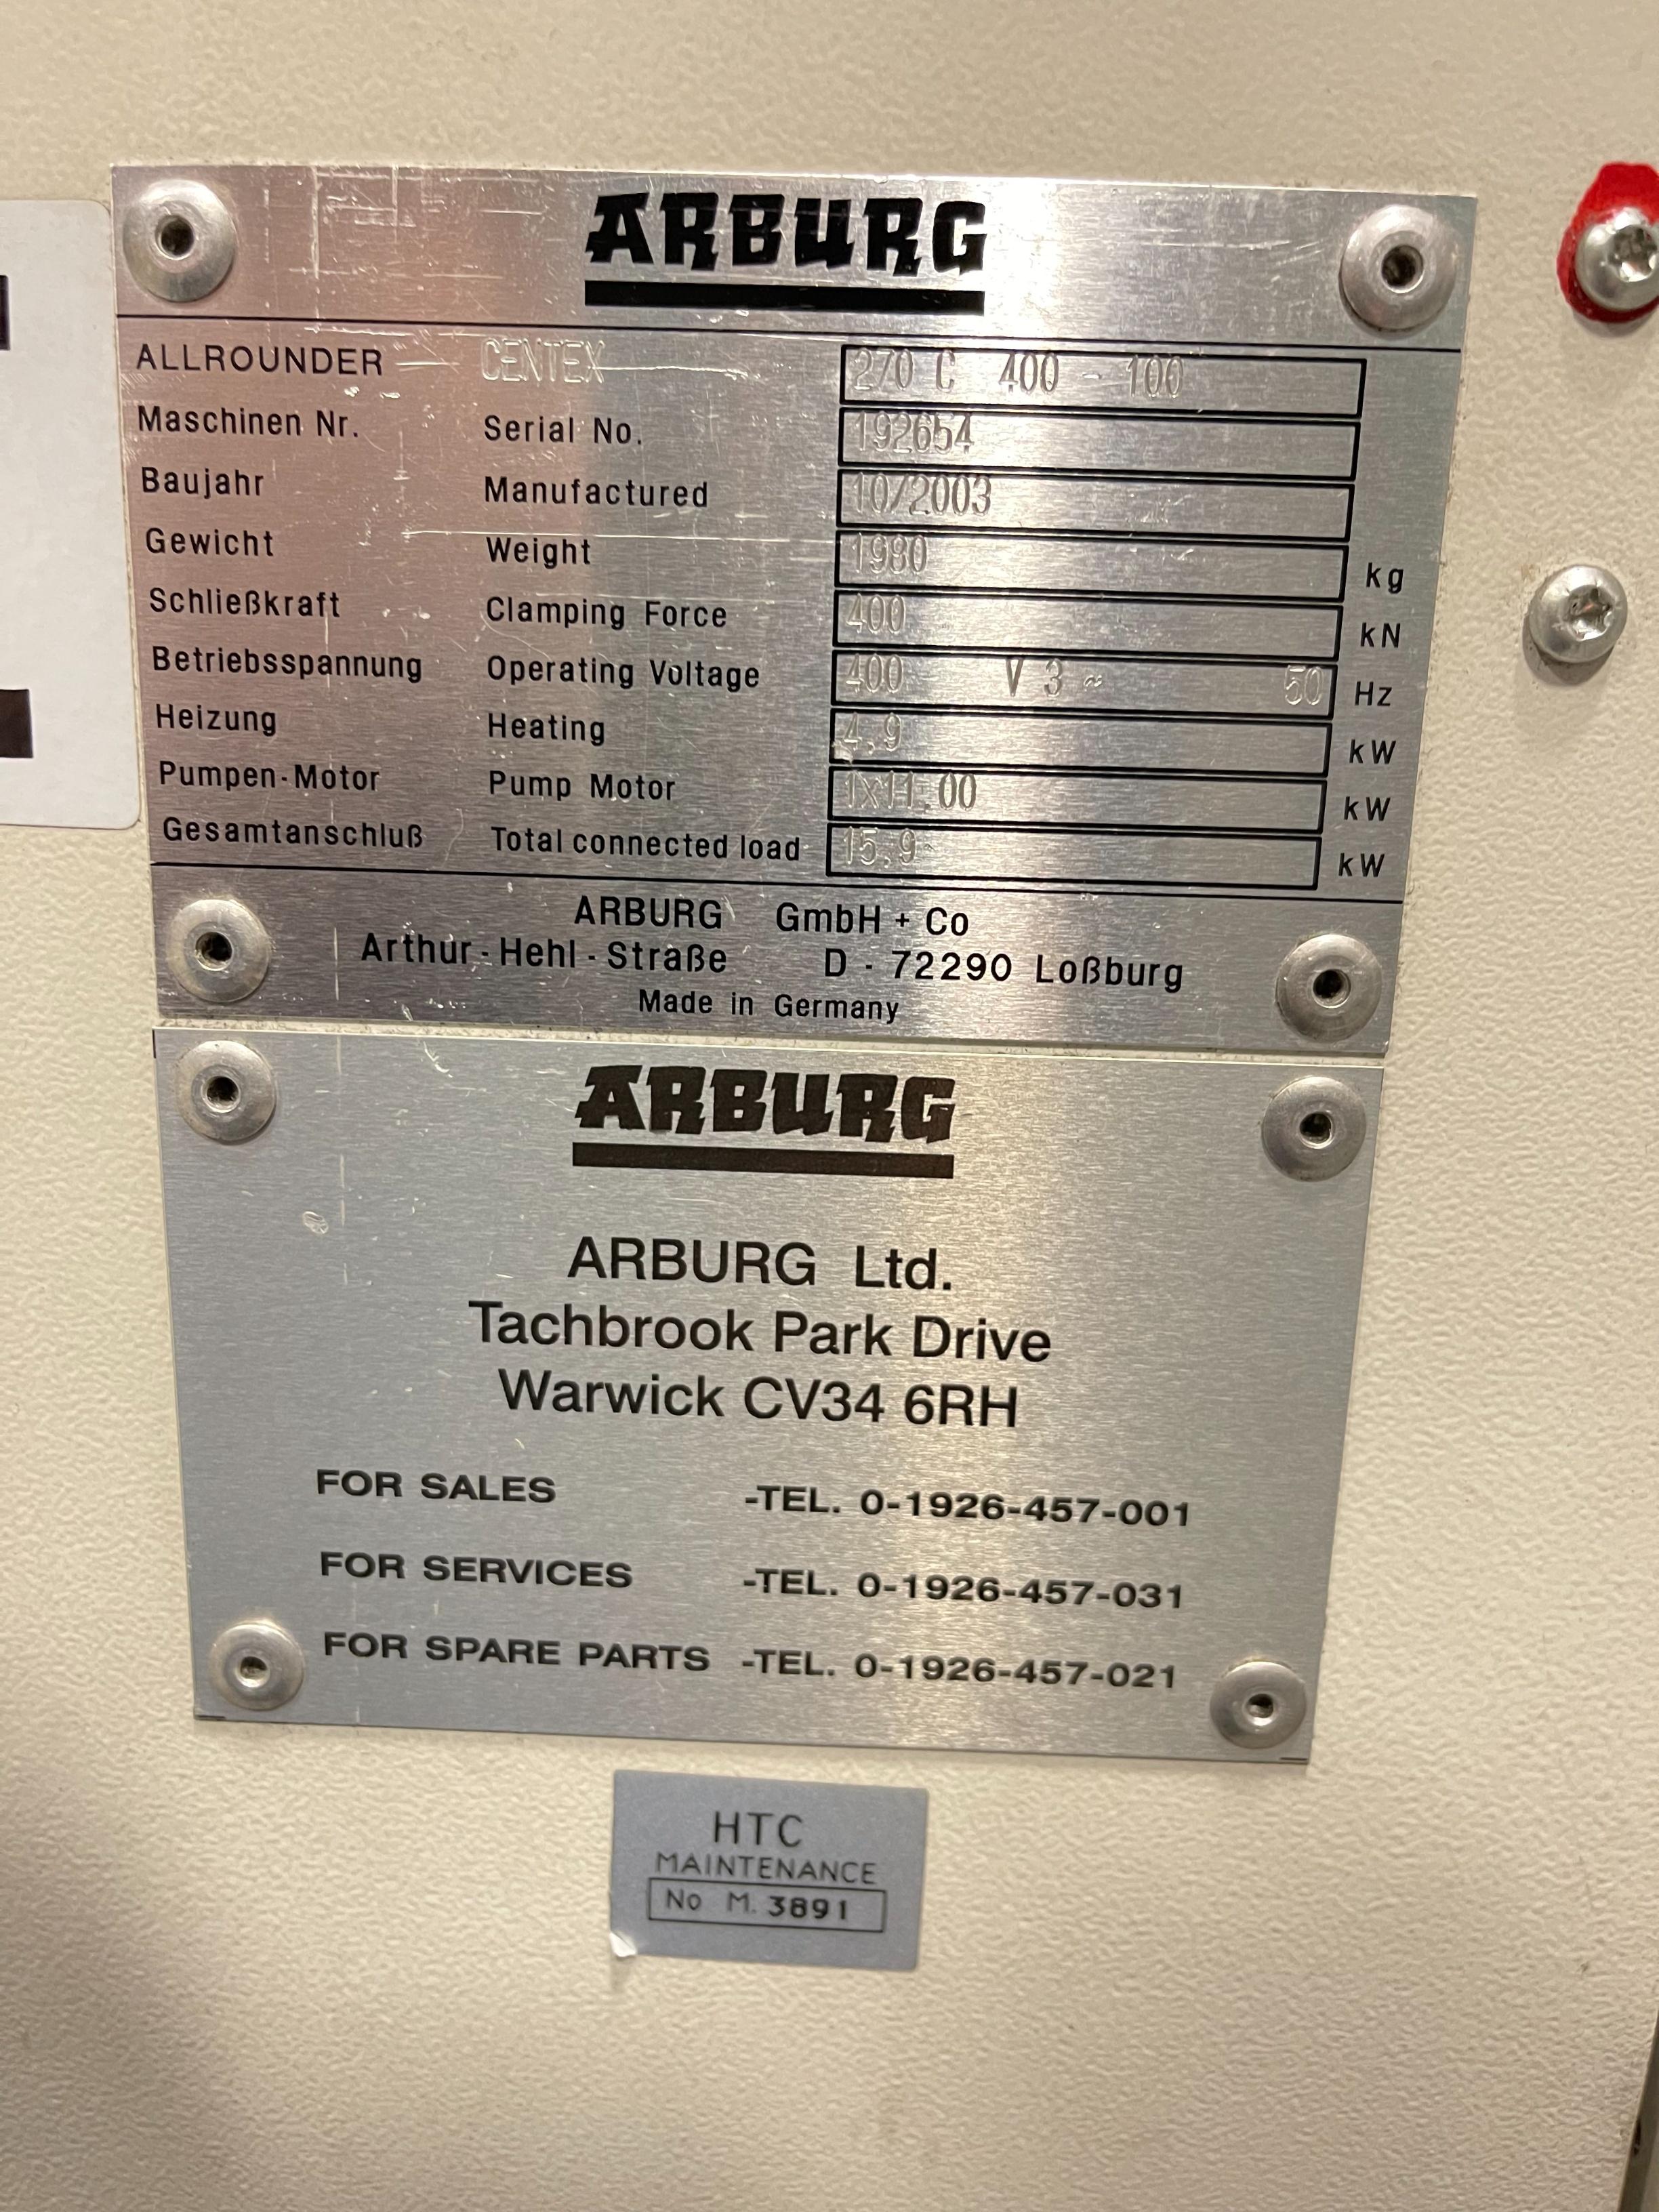 ARBURG
ALLROUNDER CENTEX 270 C 400 - 100
Maschinen Nr. Serial No. 192654
Baujahr Manufactured 10/2003
Gewicht Weight 1980 kg
Schließkraft Clamping Force 400 kN
Betriebsspannung Operating Voltage 400 V 3 ~ 50 Hz
Heizung Heating 4,9 kW
Pumpen-Motor Pump Motor 1x11,00 kW
Gesamtanschluß Total connected load 15,9 kW
ARBURG GmbH + Co
Arthur-Hehl-Straße D - 72290 Loßburg
Made in Germany
ARBURG
ARBURG Ltd.
Tachbrook Park Drive
Warwick CV34 6RH
FOR SALES -TEL. 0-1926-457-001
FOR SERVICES -TEL. 0-1926-457-031
FOR SPARE PARTS -TEL. 0-1926-457-021
HTC
MAINTENANCE
No M. 3891